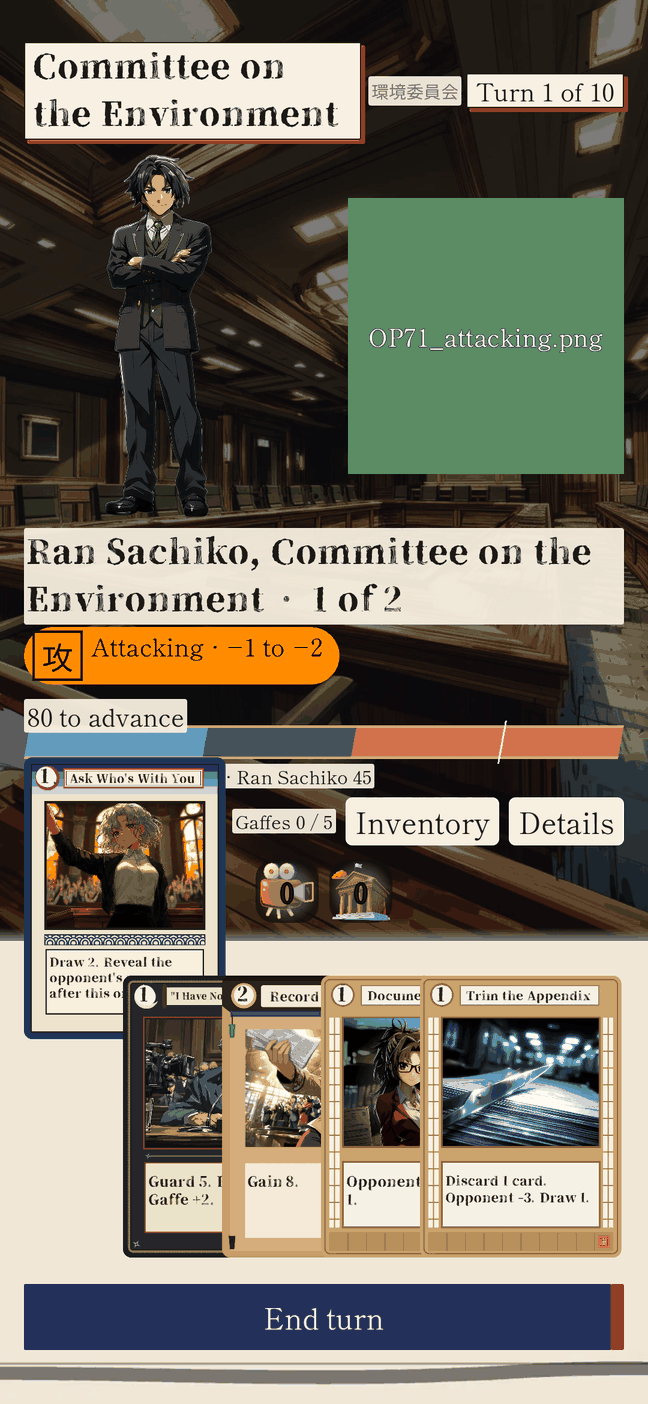 Committee on
the Environment
環境委員会
Turn 1 of 10
OP71_attacking.png
Ran Sachiko, Committee on the
Environment · 1 of 2
攻 Attacking · −1 to −2
80 to advance
· Ran Sachiko 45
Gaffes 0 / 5
Inventory
Details
0
0
1 Ask Who's With You
Draw 2. Reveal the
opponent's
after this
1 "I Have No
Guard 5.
Gaffe +2.
2 Record
Gain 8.
1 Docume
Opponent
1.
1 Trim the Appendix
Discard 1 card.
Opponent -3. Draw 1.
End turn